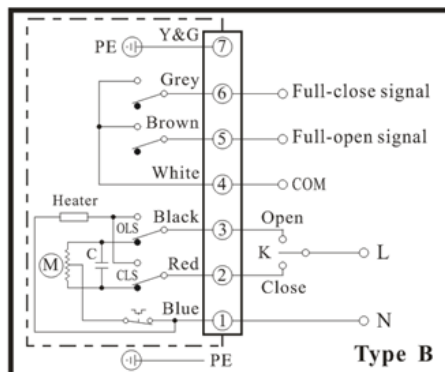 PE Y&G 7
Grey 6 Full-close signal
Brown 5 Full-open signal
White 4 COM
Heater
Black 3 Open
OLS
K L
M C
CLS
Red 2 Close
Blue 1 N
PE
Type B